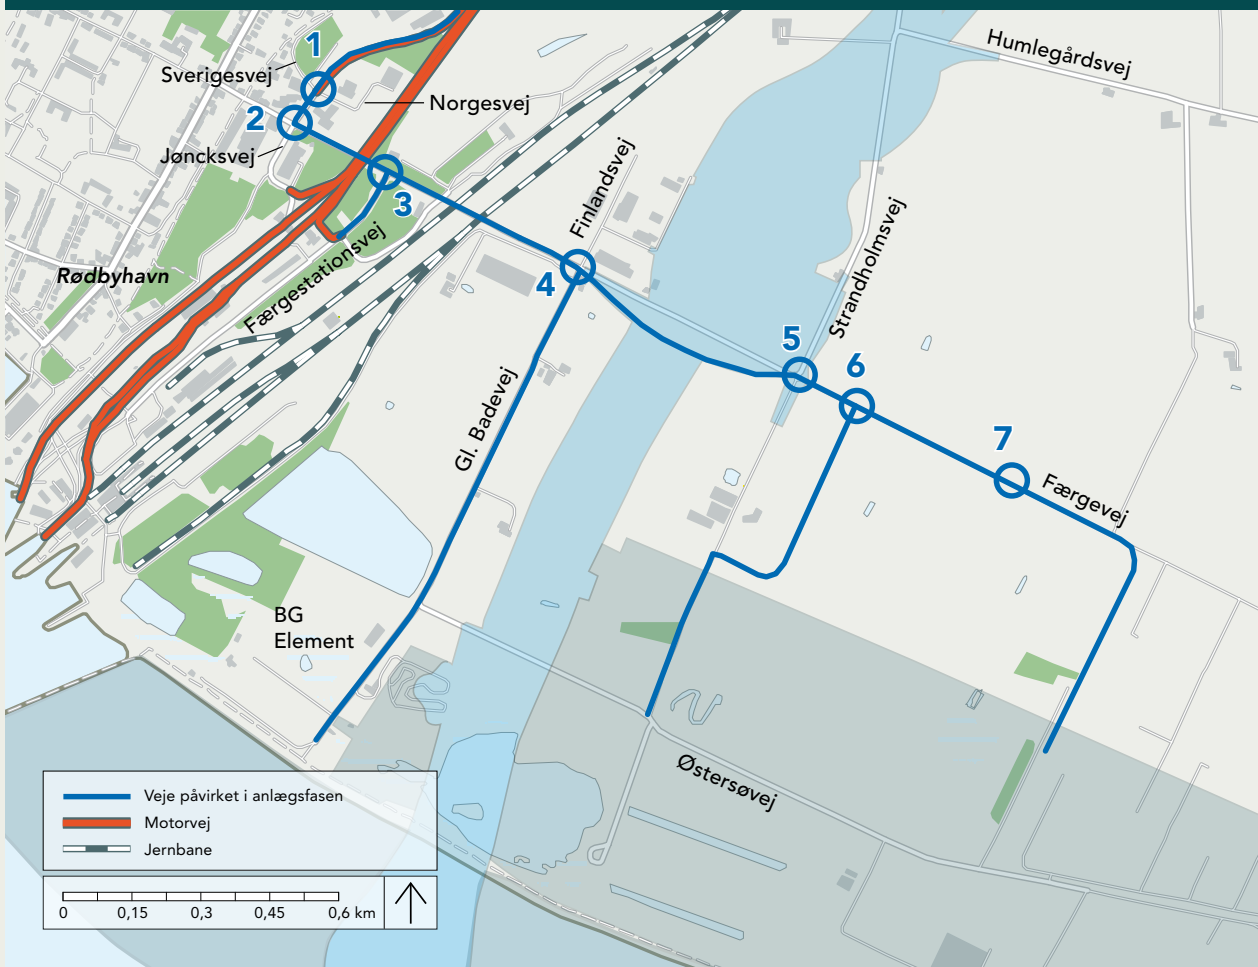 1
Sverigesvej
Humlegårdsvej
Norgesvej
2
Jøncksvej
3
Finlandsvej
Rødbyhavn
Færgestationsvej
4
Strandholmsvej
5
6
Gl. Badevej
7
Færgevej
BG
Element
Østersøvej
Veje påvirket i anlægsfasen
Motorvej
Jernbane
0 0,15 0,3 0,45 0,6 km